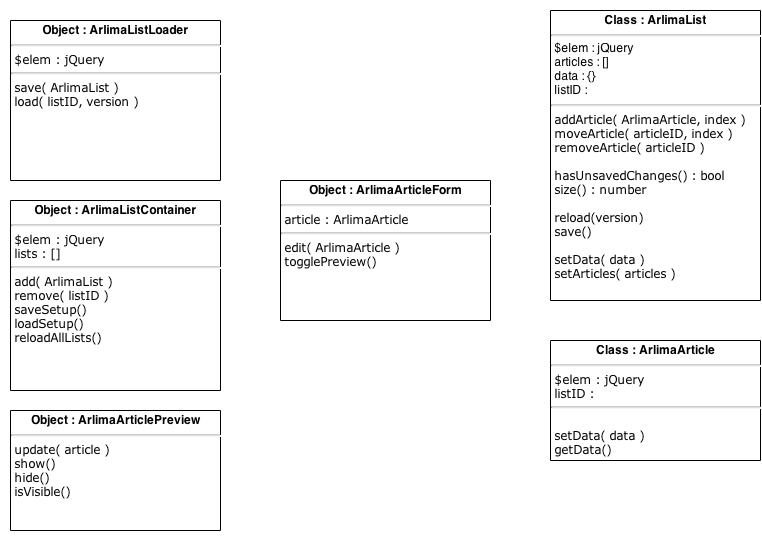 Object : ArlimaListLoader
$elem : jQuery
save( ArlimaList )
load( listID, version )
Object : ArlimaListContainer
$elem : jQuery
lists : []
add( ArlimaList )
remove( listID )
saveSetup()
loadSetup()
reloadAllLists()
Object : ArlimaArticlePreview
update( article )
show()
hide()
isVisible()
Object : ArlimaArticleForm
article : ArlimaArticle
edit( ArlimaArticle )
togglePreview()
Class : ArlimaList
$elem : jQuery
articles : []
data : {}
listID :
addArticle( ArlimaArticle, index )
moveArticle( articleID, index )
removeArticle( articleID )
hasUnsavedChanges() : bool
size() : number
reload(version)
save()
setData( data )
setArticles( articles )
Class : ArlimaArticle
$elem : jQuery
listID :
setData( data )
getData()